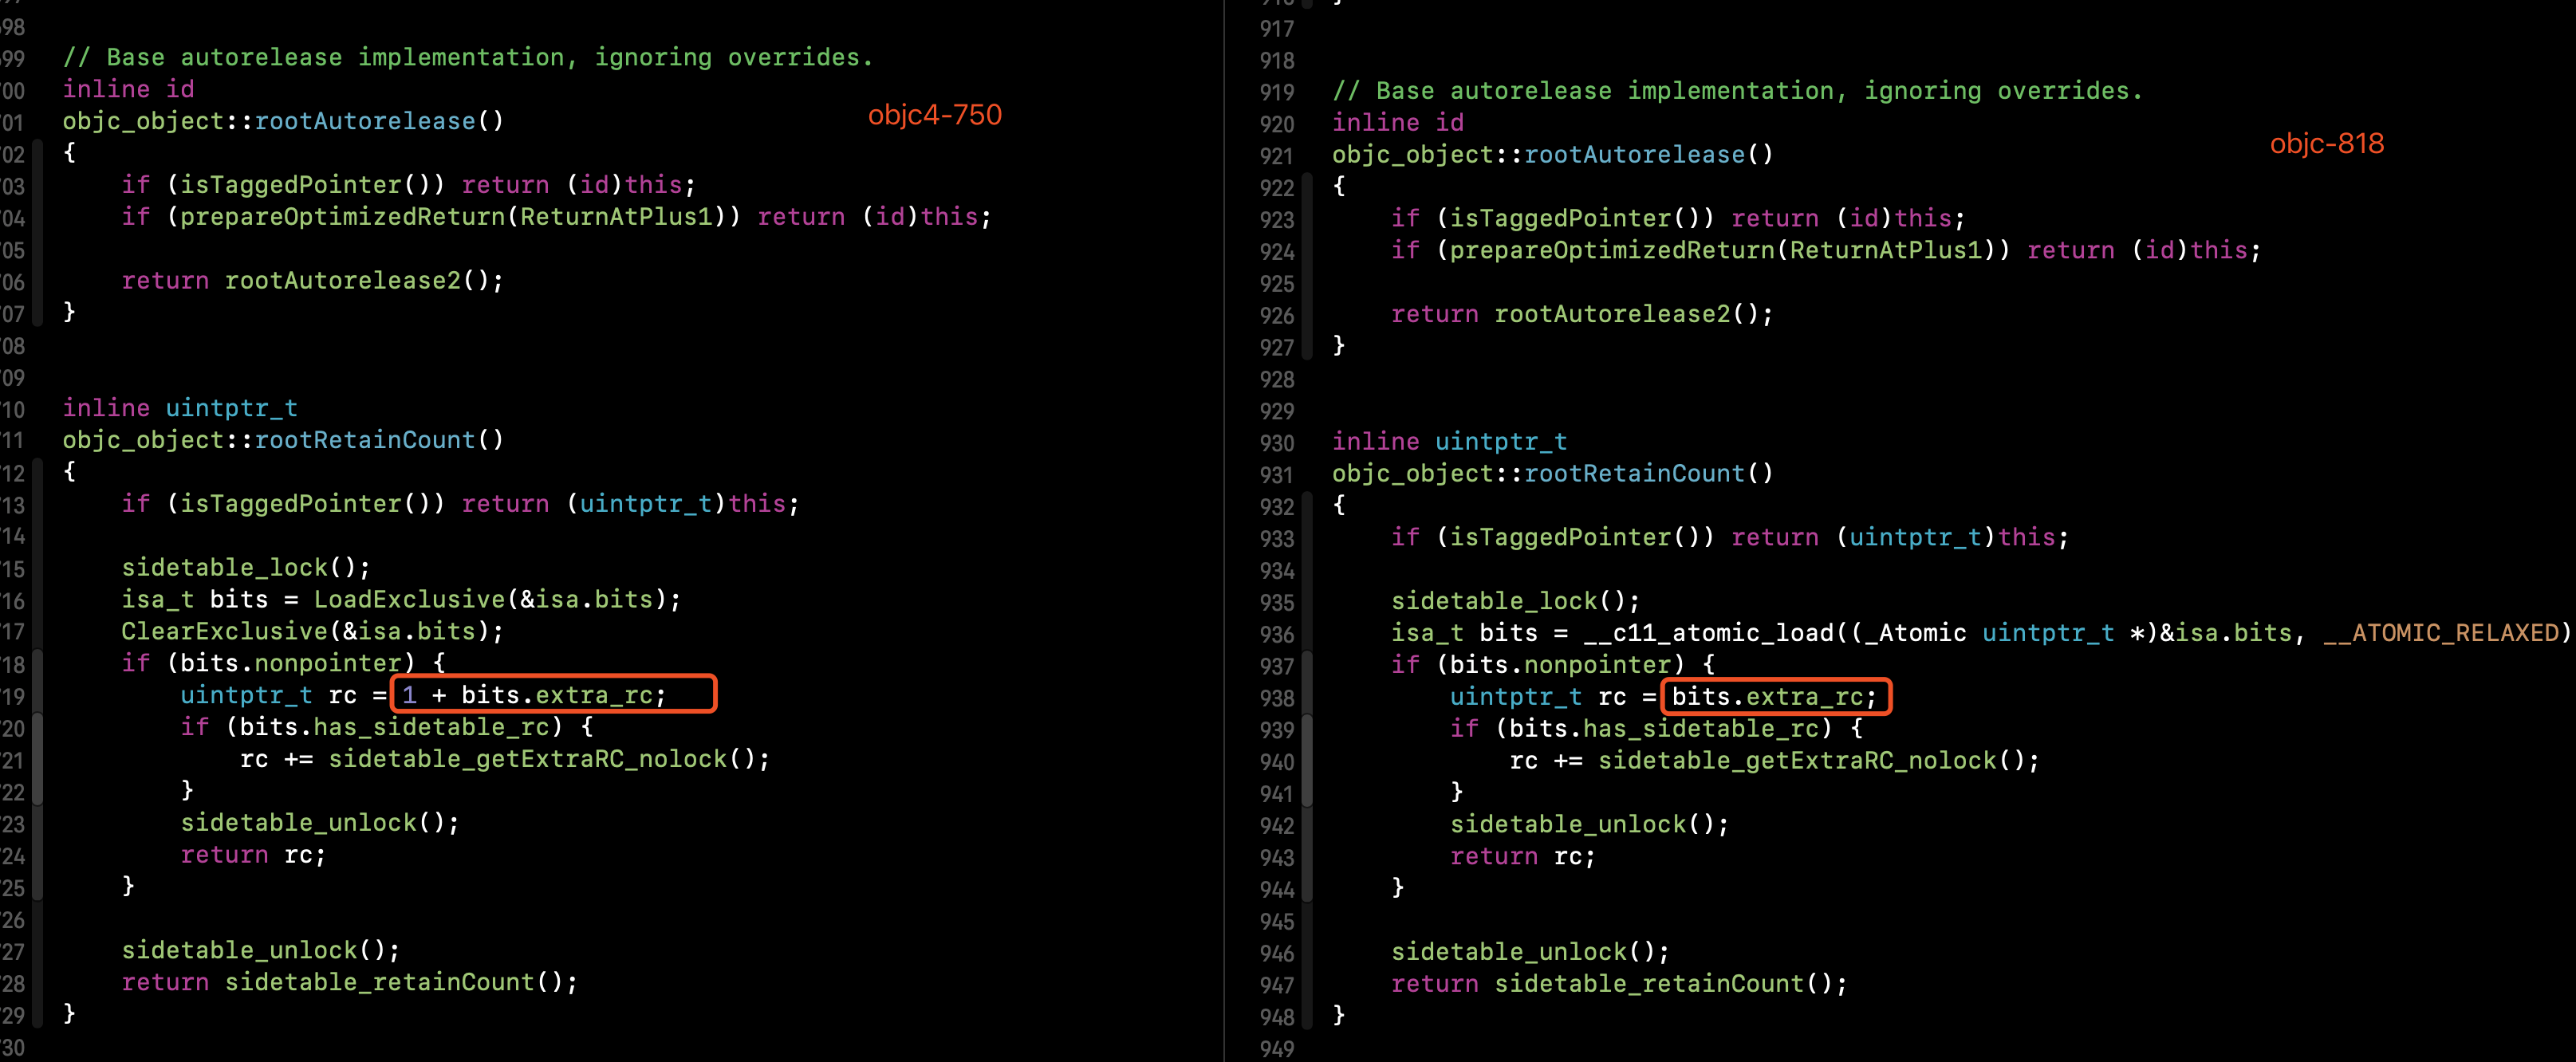 98
99 // Base autorelease implementation, ignoring overrides.
00 inline id
objc4-750
01 objc_object::rootAutorelease()
02 {
03     if (isTaggedPointer()) return (id)this;
04     if (prepareOptimizedReturn(ReturnAtPlus1)) return (id)this;
05
06     return rootAutorelease2();
07 }
08
09
10 inline uintptr_t
11 objc_object::rootRetainCount()
12 {
13     if (isTaggedPointer()) return (uintptr_t)this;
14
15     sidetable_lock();
16     isa_t bits = LoadExclusive(&isa.bits);
17     ClearExclusive(&isa.bits);
18     if (bits.nonpointer) {
19         uintptr_t rc = 1 + bits.extra_rc;
20         if (bits.has_sidetable_rc) {
21             rc += sidetable_getExtraRC_nolock();
22         }
23         sidetable_unlock();
24         return rc;
25     }
26
27     sidetable_unlock();
28     return sidetable_retainCount();
29 }
30
}
917
918
919 // Base autorelease implementation, ignoring overrides.
920 inline id
objc-818
921 objc_object::rootAutorelease()
922 {
923     if (isTaggedPointer()) return (id)this;
924     if (prepareOptimizedReturn(ReturnAtPlus1)) return (id)this;
925
926     return rootAutorelease2();
927 }
928
929
930 inline uintptr_t
931 objc_object::rootRetainCount()
932 {
933     if (isTaggedPointer()) return (uintptr_t)this;
934
935     sidetable_lock();
936     isa_t bits = __c11_atomic_load((_Atomic uintptr_t *)&isa.bits, __ATOMIC_RELAXED)
937     if (bits.nonpointer) {
938         uintptr_t rc = bits.extra_rc;
939         if (bits.has_sidetable_rc) {
940             rc += sidetable_getExtraRC_nolock();
941         }
942         sidetable_unlock();
943         return rc;
944     }
945
946     sidetable_unlock();
947     return sidetable_retainCount();
948 }
949